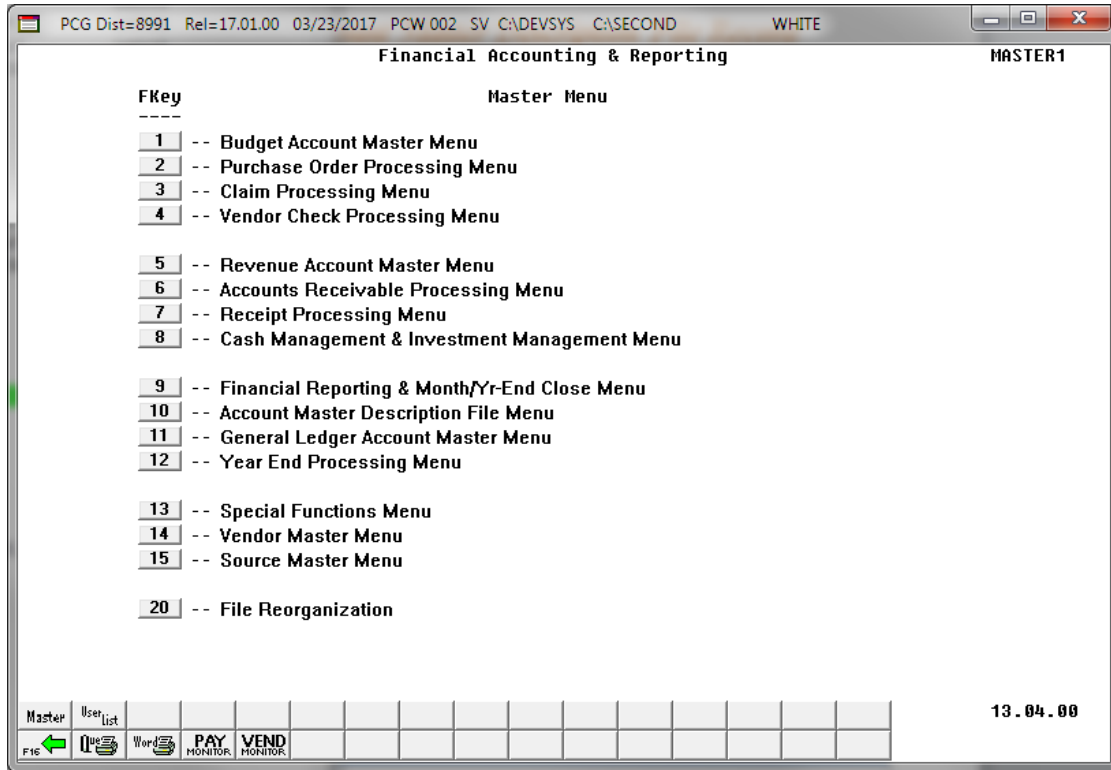 PCG Dist=8991 Rel=17.01.00 03/23/2017 PCW 002 SV C:\DEVSYS C:\SECOND WHITE
Financial Accounting & Reporting MASTER1
FKey Master Menu
----
1 -- Budget Account Master Menu
2 -- Purchase Order Processing Menu
3 -- Claim Processing Menu
4 -- Vendor Check Processing Menu
5 -- Revenue Account Master Menu
6 -- Accounts Receivable Processing Menu
7 -- Receipt Processing Menu
8 -- Cash Management & Investment Management Menu
9 -- Financial Reporting & Month/Yr-End Close Menu
10 -- Account Master Description File Menu
11 -- General Ledger Account Master Menu
12 -- Year End Processing Menu
13 -- Special Functions Menu
14 -- Vendor Master Menu
15 -- Source Master Menu
20 -- File Reorganization
Master User List 13.04.00
F16 Que Word PAY MONITOR VEND MONITOR